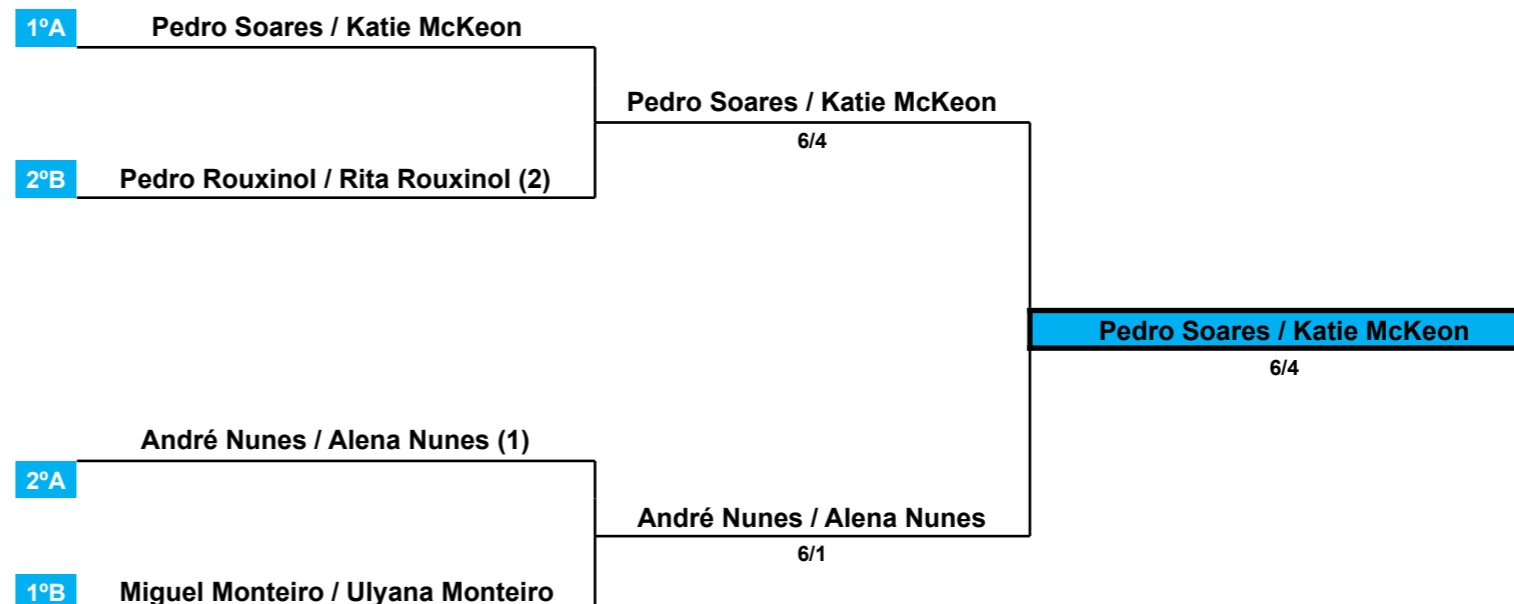 1ºA Pedro Soares / Katie McKeon
Pedro Soares / Katie McKeon
6/4
2ºB Pedro Rouxinol / Rita Rouxinol (2)
Pedro Soares / Katie McKeon
6/4
André Nunes / Alena Nunes (1)
2ºA
André Nunes / Alena Nunes
6/1
1ºB Miguel Monteiro / Ulyana Monteiro